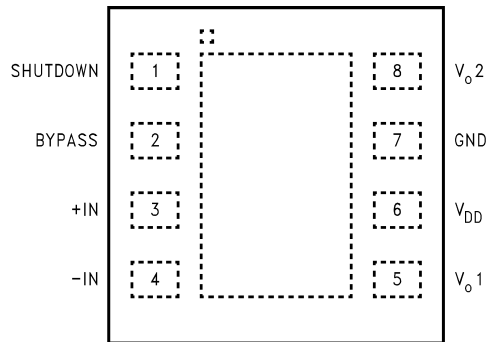 SHUTDOWN 1 8 Vo2
BYPASS 2 7 GND
+IN 3 6 VDD
-IN 4 5 Vo1